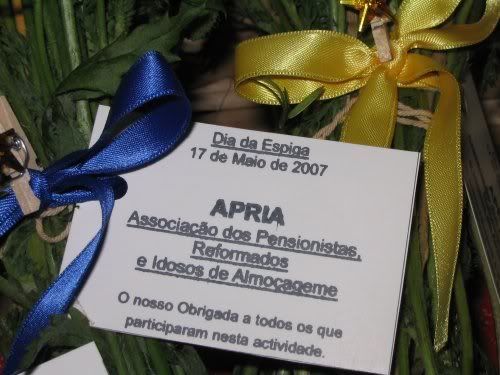 Dia da Espiga
17 de Maio de 2007
APRIA
Associação dos Pensionistas,
Reformados
e Idosos de Almoçageme
O nosso Obrigada a todos os que
participaram nesta actividade.